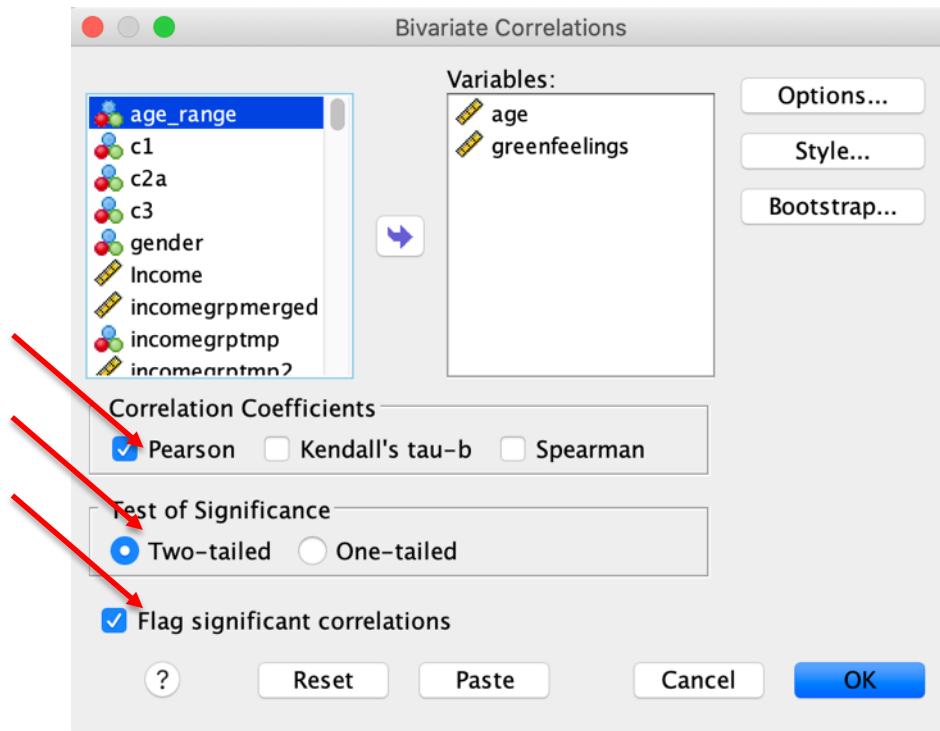 Bivariate Correlations
Variables:
age_range
c1
c2a
c3
gender
Income
incomegrpmerged
incomegrptmp
incomegrptmp2
age
greenfeelings
Options...
Style...
Bootstrap...
Correlation Coefficients
Pearson Kendall's tau-b Spearman
Test of Significance
Two-tailed One-tailed
Flag significant correlations
? Reset Paste Cancel OK